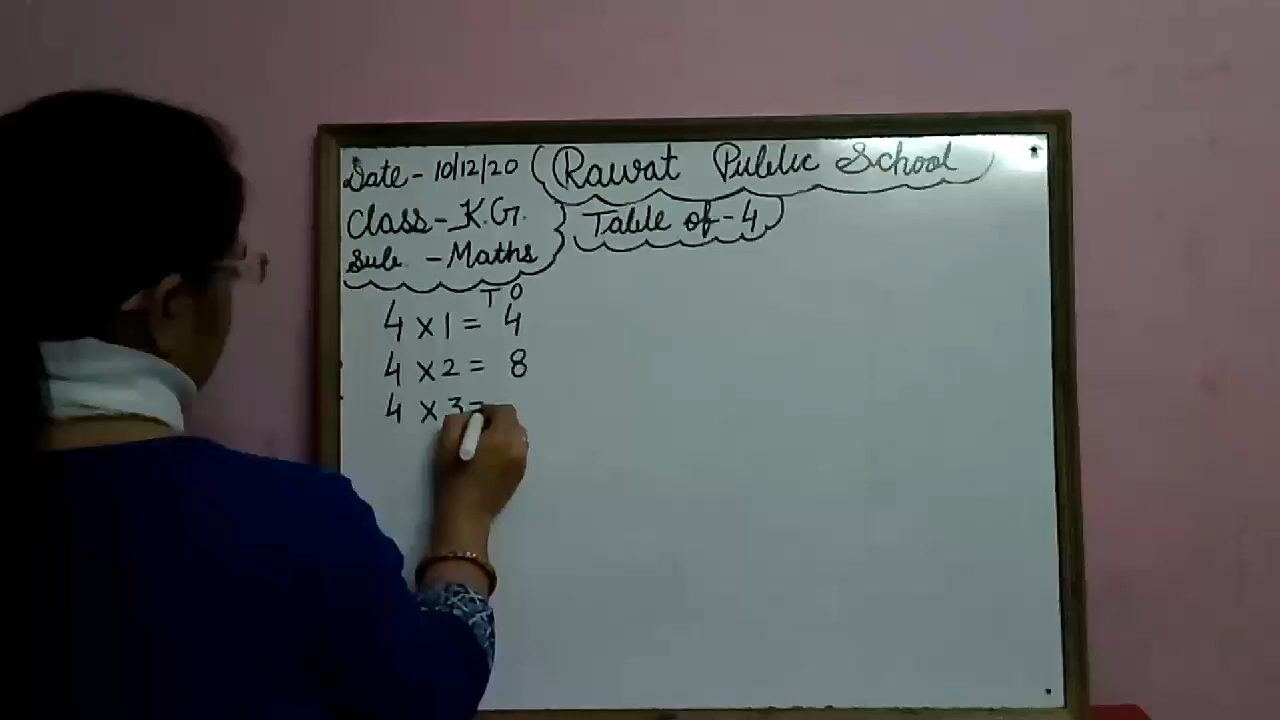 Date - 10/12/20 (Rawat Public School)
Class - K.G. } Table of - 4)
Sub. - Maths
T O
4 × 1 = 4
4 × 2 = 8
4 × 3 =